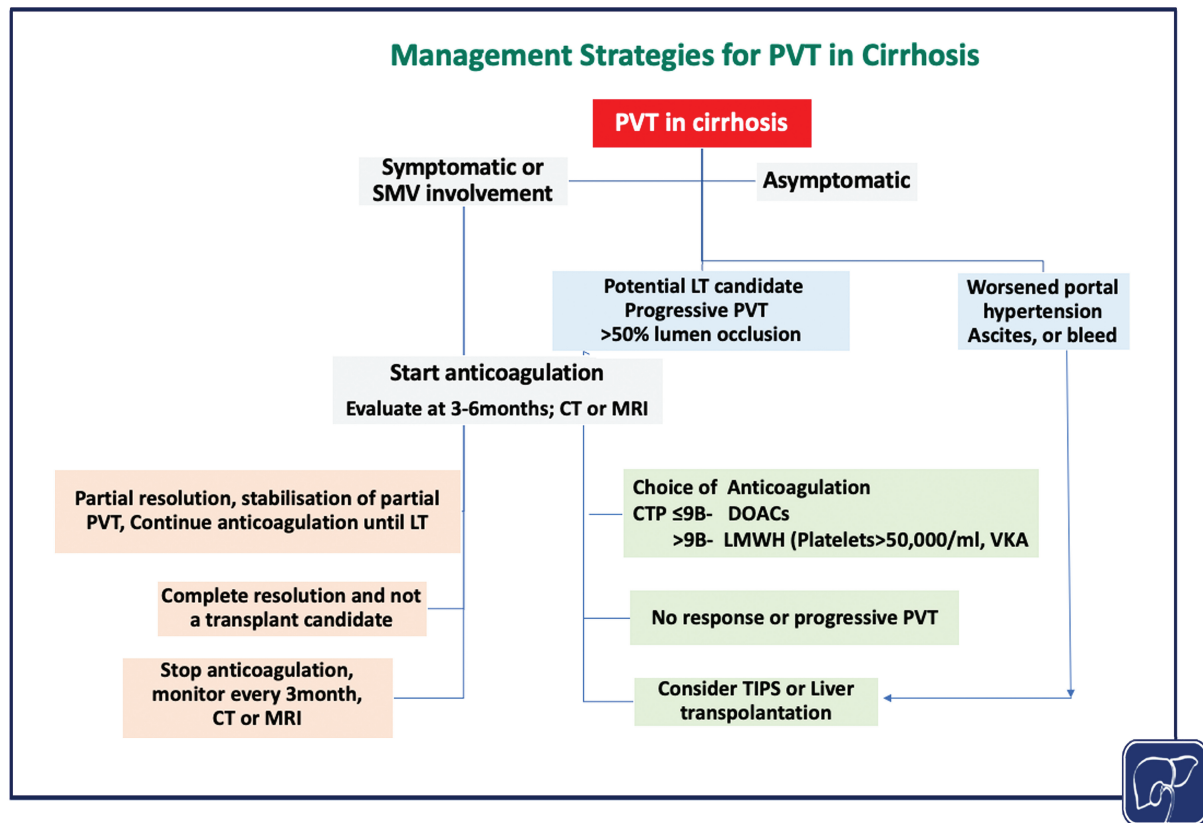 Management Strategies for PVT in Cirrhosis
PVT in cirrhosis
Symptomatic or
SMV involvement
Asymptomatic
Potential LT candidate
Progressive PVT
>50% lumen occlusion
Worsened portal
hypertension
Ascites, or bleed
Start anticoagulation
Evaluate at 3-6months; CT or MRI
Partial resolution, stabilisation of partial
PVT, Continue anticoagulation until LT
Choice of Anticoagulation
CTP ≤9B- DOACs
>9B- LMWH (Platelets>50,000/ml, VKA
Complete resolution and not
a transplant candidate
No response or progressive PVT
Stop anticoagulation,
monitor every 3month,
CT or MRI
Consider TIPS or Liver
transpolantation